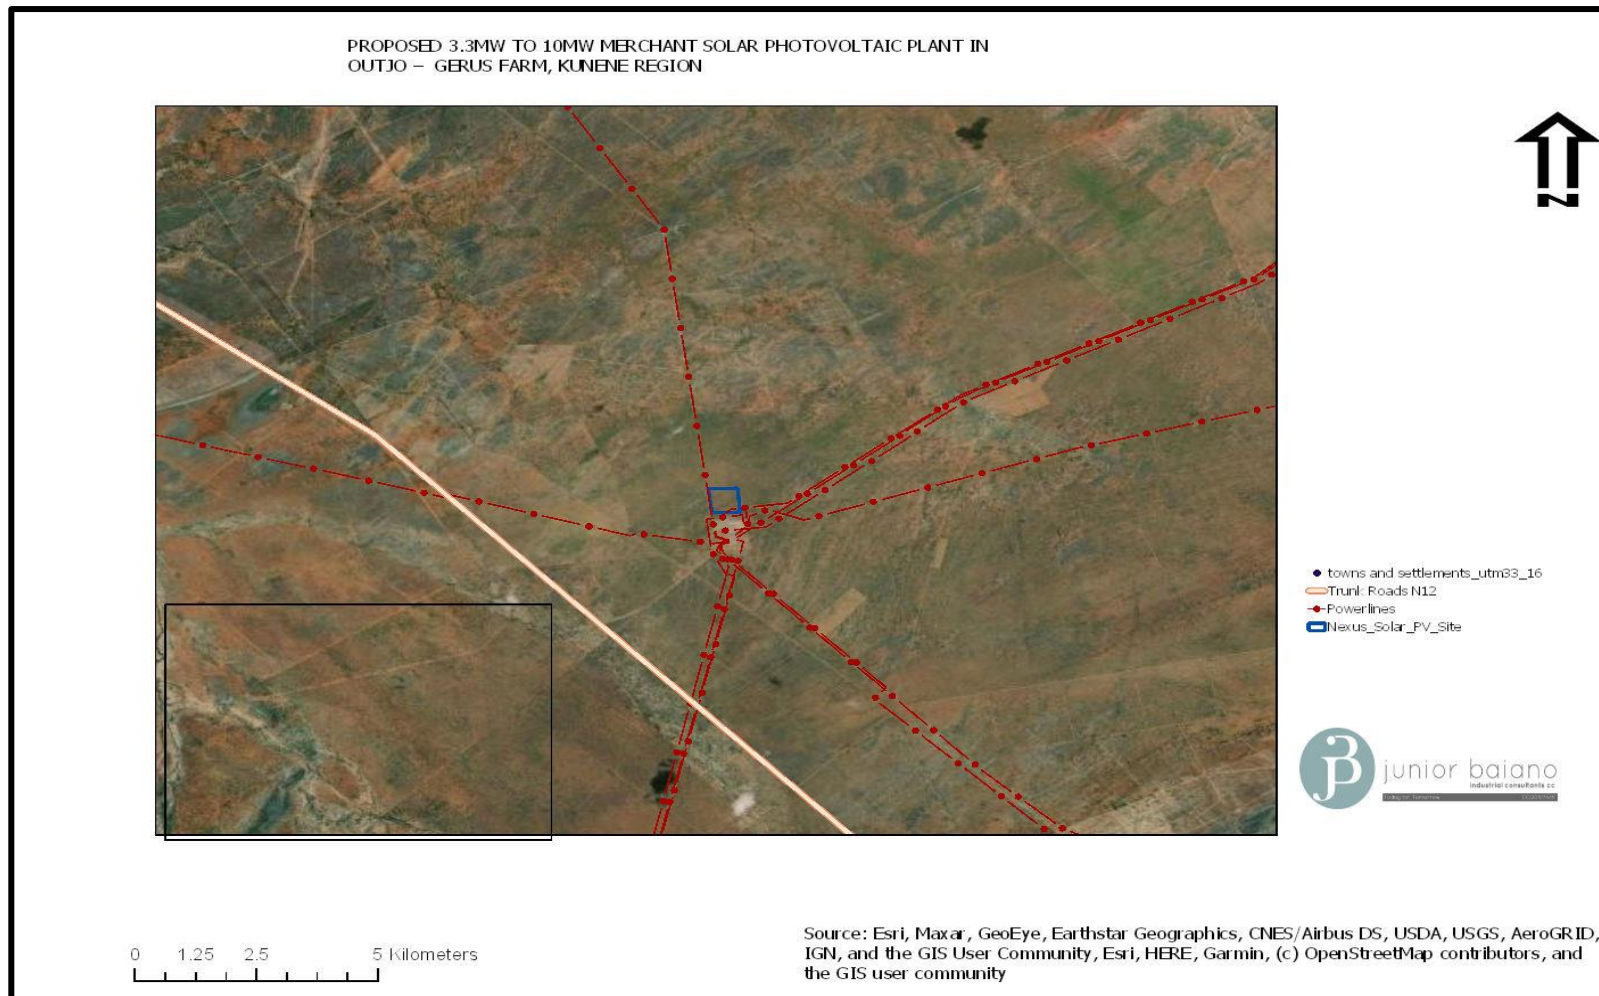 PROPOSED 3.3MW TO 10MW MERCHANT SOLAR PHOTOVOLTAIC PLANT IN
OUTJO – GERUS FARM, KUNENE REGION
N
towns and settlements_utm33_16
Trunk Roads N12
Powerlines
Nexus_Solar_PV_Site
JB
junior baiano
industrial consultants cc
0 1.25 2.5 5 Kilometers
Source: Esri, Maxar, GeoEye, Earthstar Geographics, CNES/Airbus DS, USDA, USGS, AeroGRID,
IGN, and the GIS User Community, Esri, HERE, Garmin, (c) OpenStreetMap contributors, and
the GIS user community